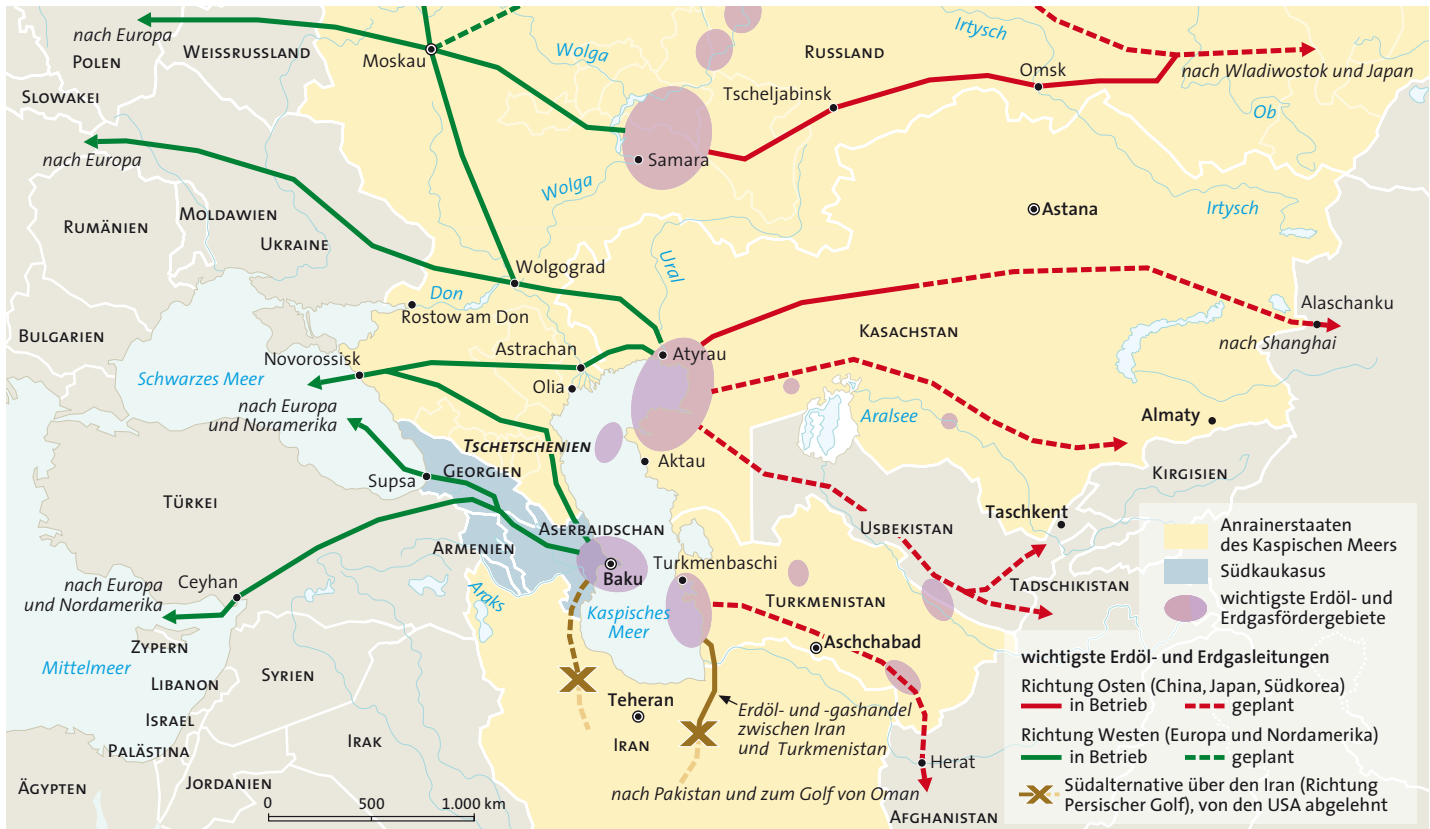 nach Europa
Polen
Weissrussland
Slowakei
Moskau
Wolga
Russland
Irtysch
Omsk
nach Wladiwostok und Japan
Tscheljabinsk
Ob
nach Europa
Samara
Wolga
Astana
Irtysch
Rumänien
Moldawien
Ukraine
Wolgograd
Ural
Don
Rostow am Don
Alaschanku
nach Shanghai
Kasachstan
Bulgarien
Novorossisk
Astrachan
Atyrau
Schwarzes Meer
Olia
nach Europa
und Noramerika
Aralsee
Almaty
Tschetschenien
Aktau
Georgien
Supsa
Kirgisien
Türkei
Taschkent
Aserbaidschan
Usbekistan
Armenien
Baku
Turkmenbaschi
Tadschikistan
nach Europa
und Nordamerika
Ceyhan
Araks
Kaspisches
Meer
Turkmenistan
Aschchabad
Zypern
Mittelmeer
Libanon
Syrien
Teheran
Israel
Iran
Erdöl- und -gashandel
zwischen Iran
und Turkmenistan
Palästina
Irak
Herat
Ägypten
Jordanien
nach Pakistan und zum Golf von Oman
Afghanistan
0 500 1.000 km
Anrainerstaaten
des Kaspischen Meers
Südkaukasus
wichtigste Erdöl- und
Erdgasfördergebiete
wichtigste Erdöl- und Erdgasleitungen
Richtung Osten (China, Japan, Südkorea)
in Betrieb geplant
Richtung Westen (Europa und Nordamerika)
in Betrieb geplant
Südalternative über den Iran (Richtung
Persischer Golf), von den USA abgelehnt